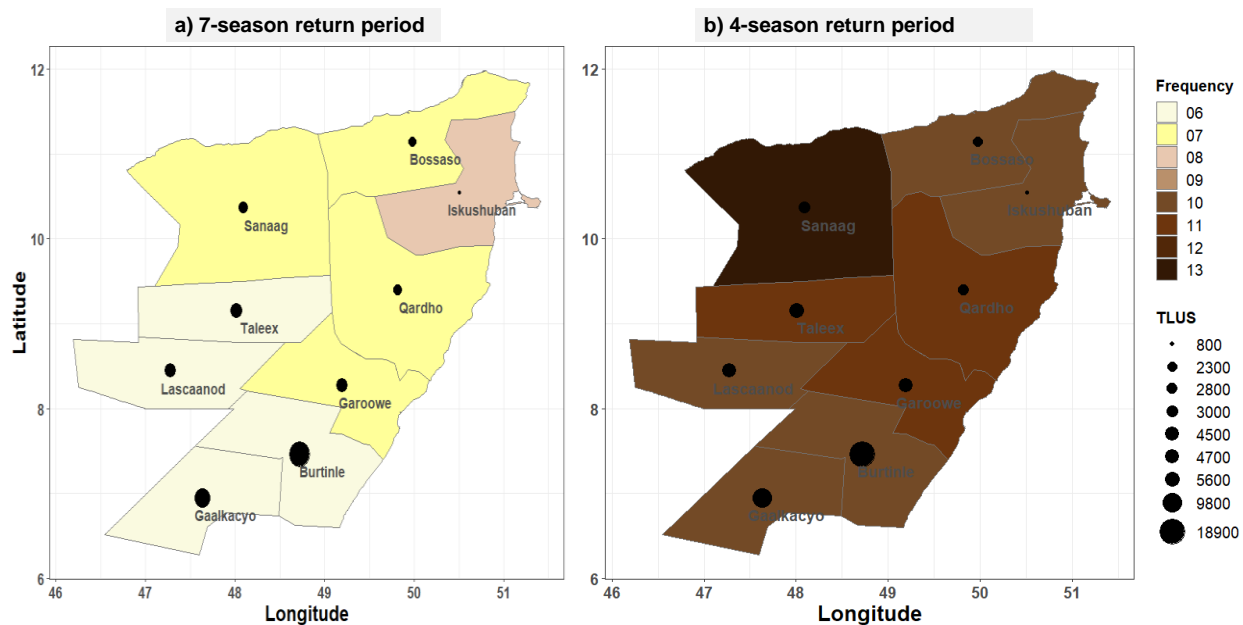 a) 7-season return period
b) 4-season return period
12
10
8
6
Latitude
Bossaso
Iskushuban
Sanaag
Qardho
Taleex
Lascaanod
Garoowe
Burtinle
Gaalkacyo
46 47 48 49 50 51
Longitude
12
10
8
6
Bossaso
Iskushuban
Sanaag
Qardho
Taleex
Lascaanod
Garoowe
Burtinle
Gaalkacyo
46 47 48 49 50 51
Longitude
Frequency
06
07
08
09
10
11
12
13
TLUS
800
2300
2800
3000
4500
4700
5600
9800
18900